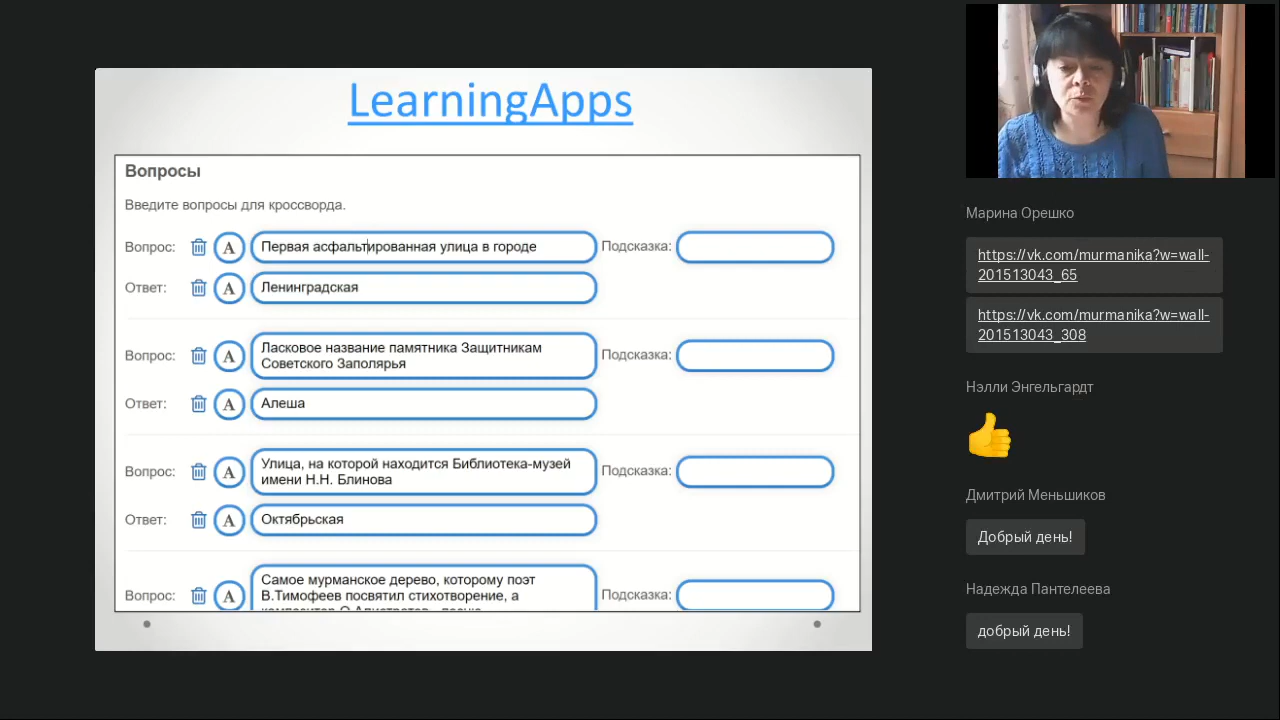 LearningApps
Вопросы
Введите вопросы для кроссворда.
Вопрос: A Первая асфальтированная улица в городе Подсказка:
Ответ: A Ленинградская
Вопрос: A Ласковое название памятника Защитникам
Советского Заполярья
Подсказка:
Ответ: A Алеша
Вопрос: A Улица, на которой находится Библиотека-музей
имени Н.Н. Блинова
Подсказка:
Ответ: A Октябрьская
Вопрос: A Самое мурманское дерево, которому поэт
В.Тимофеев посвятил стихотворение, а
Подсказка:
Марина Орешко
https://vk.com/murmanika?w=wall-
201513043_65
https://vk.com/murmanika?w=wall-
201513043_308
Нэлли Энгельгардт
Дмитрий Меньшиков
Добрый день!
Надежда Пантелеева
добрый день!